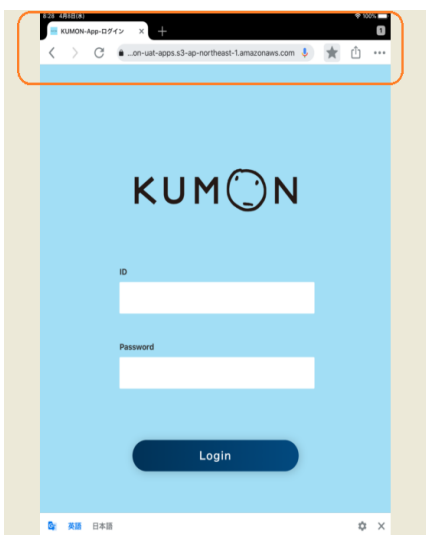 8:28 4月8日(水)
100%
KUMON-App-ログイン
1
...on-uat-apps.s3-ap-northeast-1.amazonaws.com
KUMON
ID
Password
Login
英語 日本語